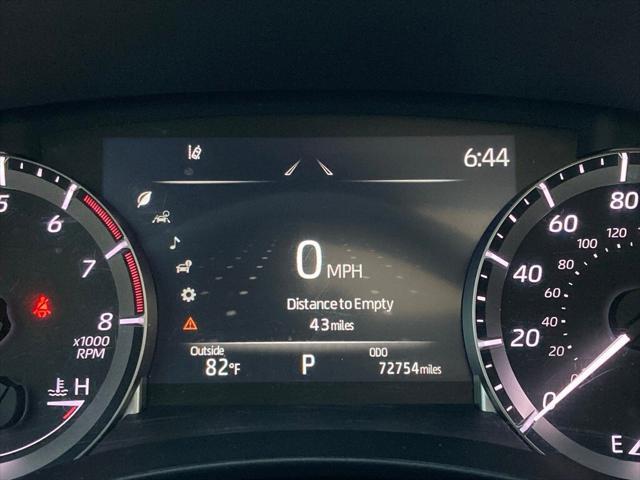 6:44
5
6
7
8
x1000
RPM
H
0 MPH
Distance to Empty
43 miles
Outside
82°F
P
ODO
72754 miles
80
60
40
20
0
120
100
80
60
40
20
E